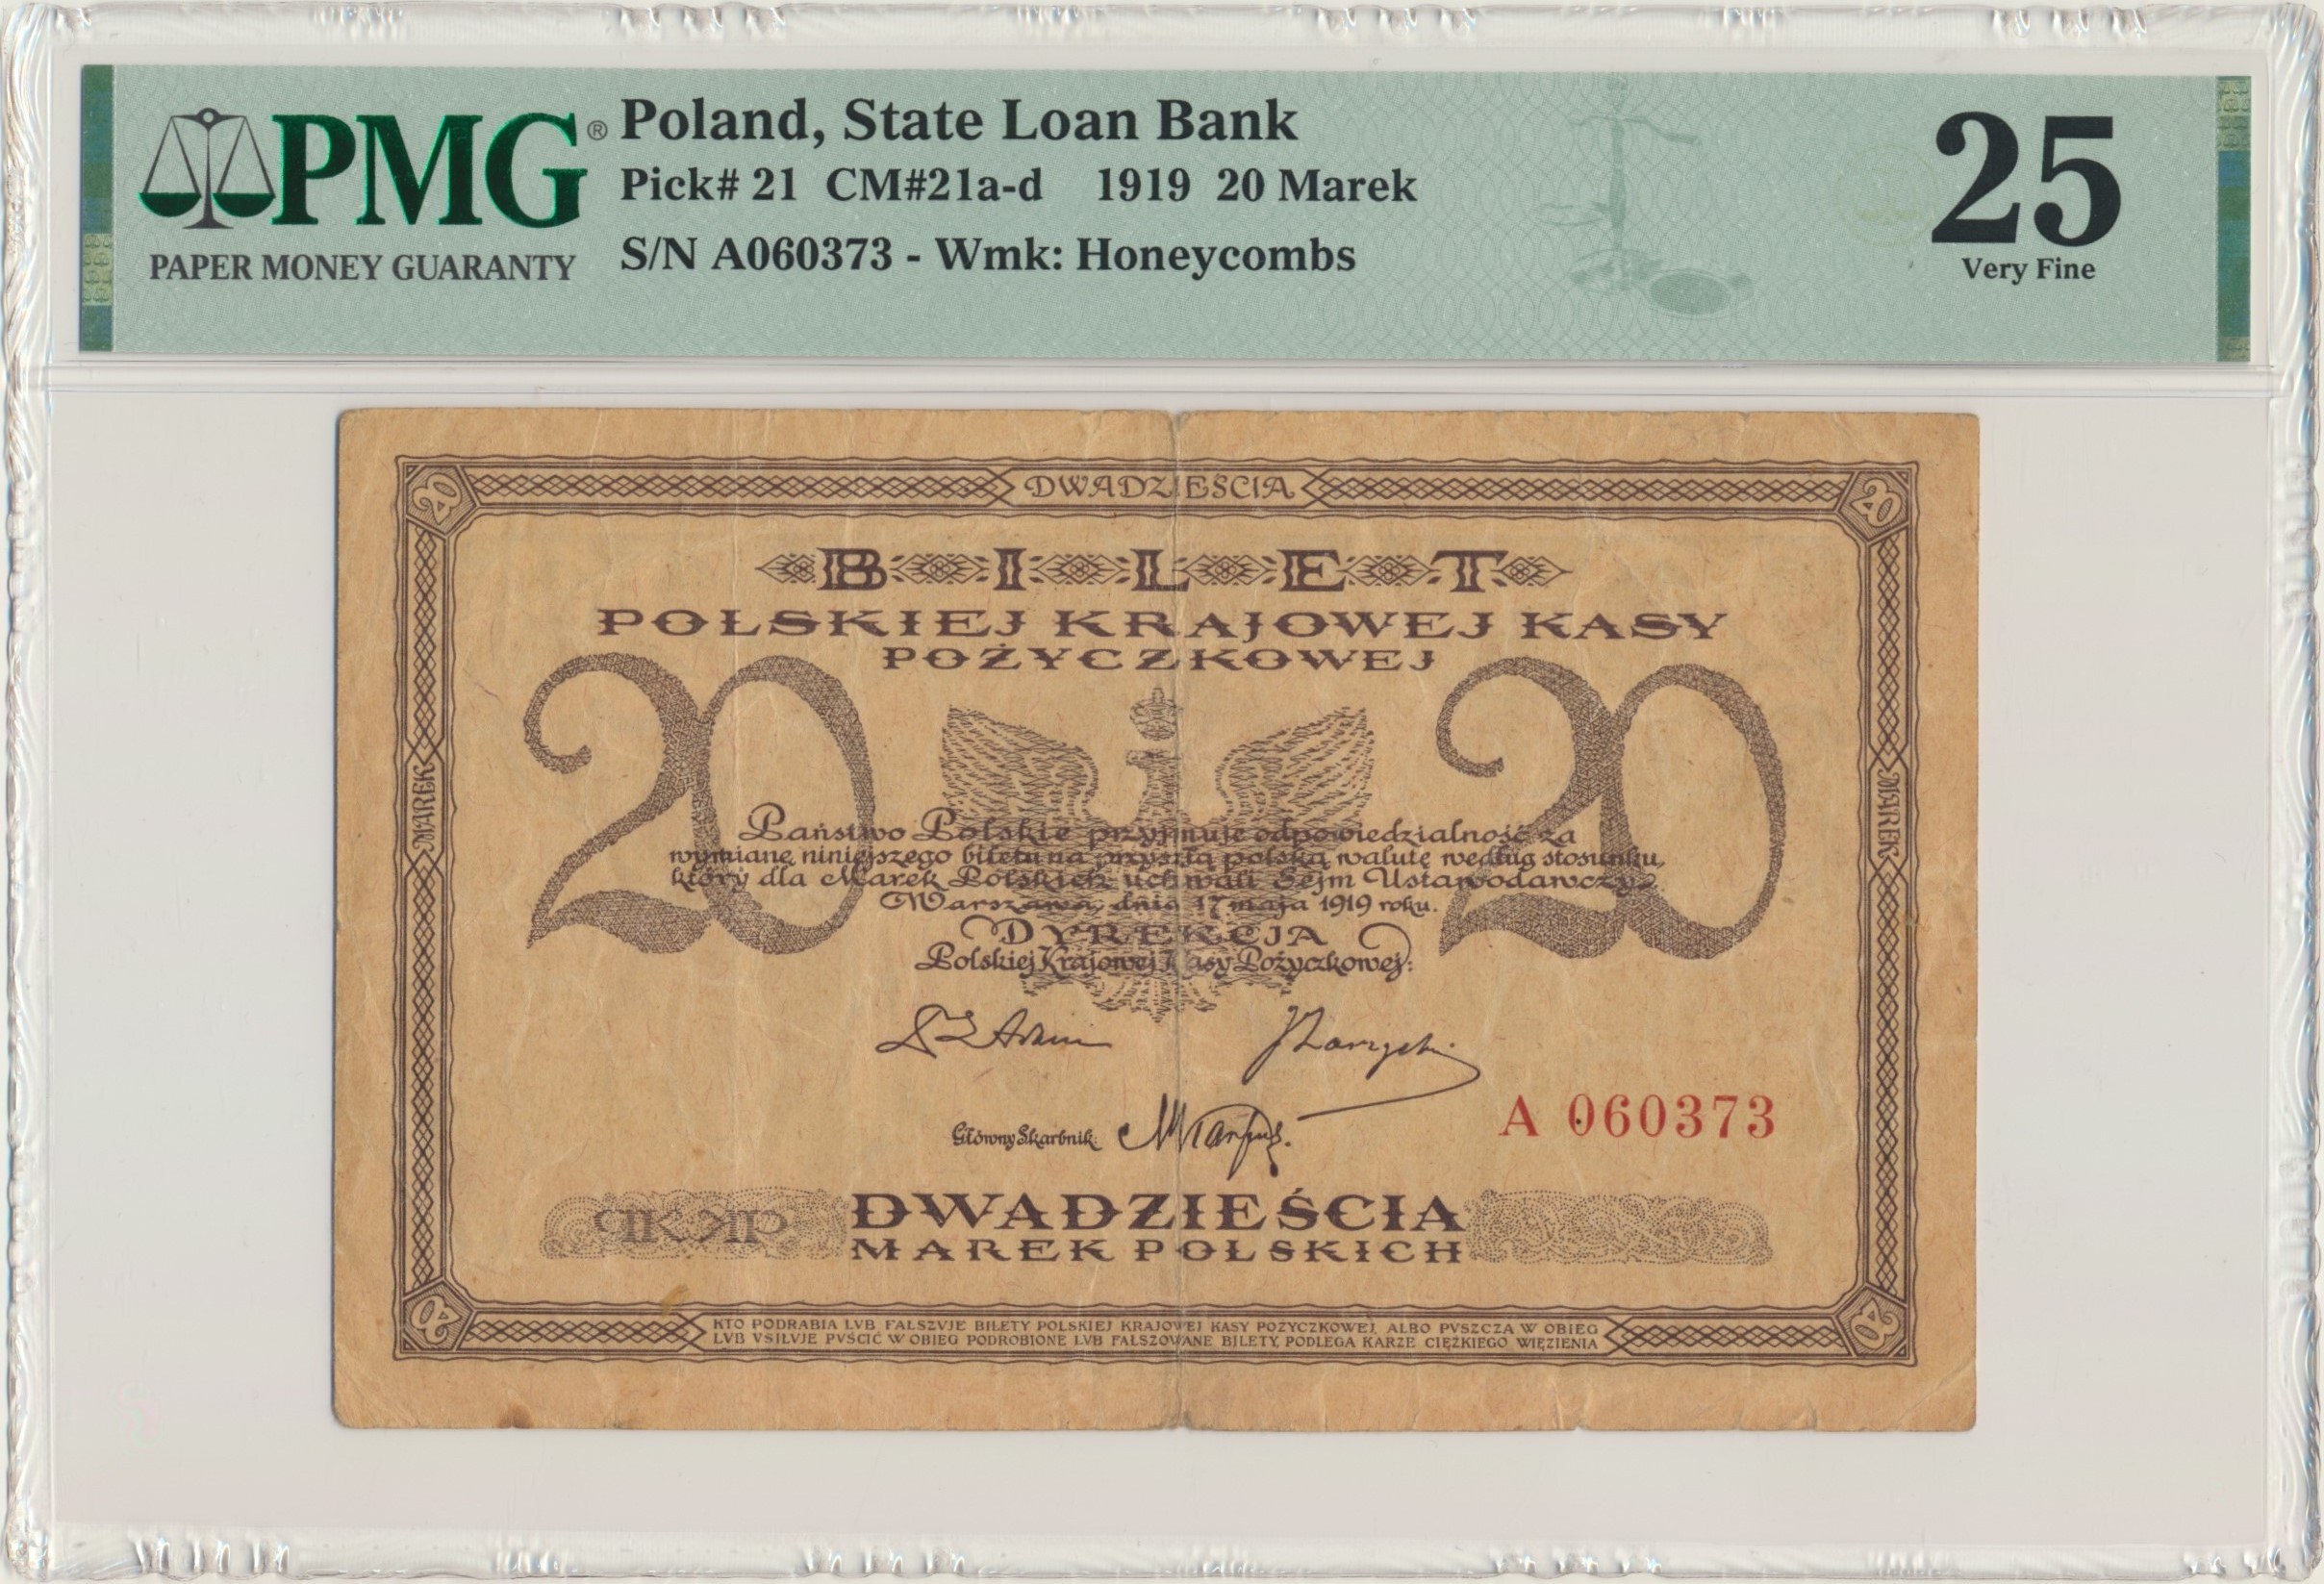 PMG®
PAPER MONEY GUARANTY
Poland, State Loan Bank
Pick# 21 CM#21a-d 1919 20 Marek
S/N A060373 - Wmk: Honeycombs
25
Very Fine
20 DWADZIEŚCIA 20
BILET
POLSKIEJ KRAJOWEJ KASY
POŻYCZKOWEJ
20 20
MAREK
MAREK
Państwo Polskie przyjmuje odpowiedzialność za
wymianę niniejszego biletu na przyszłą polską walutę według stosunku,
który dla Marek Polskich uchwali Sejm Ustawodawczy.
Warszawa, dnia 17 maja 1919 roku.
DYREKCJA
Polskiej Krajowej Kasy Pożyczkowej:
A 060373
Główny Skarbnik:
PKKP
DWADZIEŚCIA
MAREK POLSKICH
20 20
KTO PODRABIA LVB FAŁSZVJE BILETY POLSKIEJ KRAJOWEJ KASY POŻYCZKOWEJ, ALBO PVSZCZA W OBIEG
LVB VSIŁVJE PVŚCIĆ W OBIEG PODROBIONE LVB FAŁSZOWANE BILETY, PODLEGA KARZE CIĘŻKIEGO WIĘZIENIA